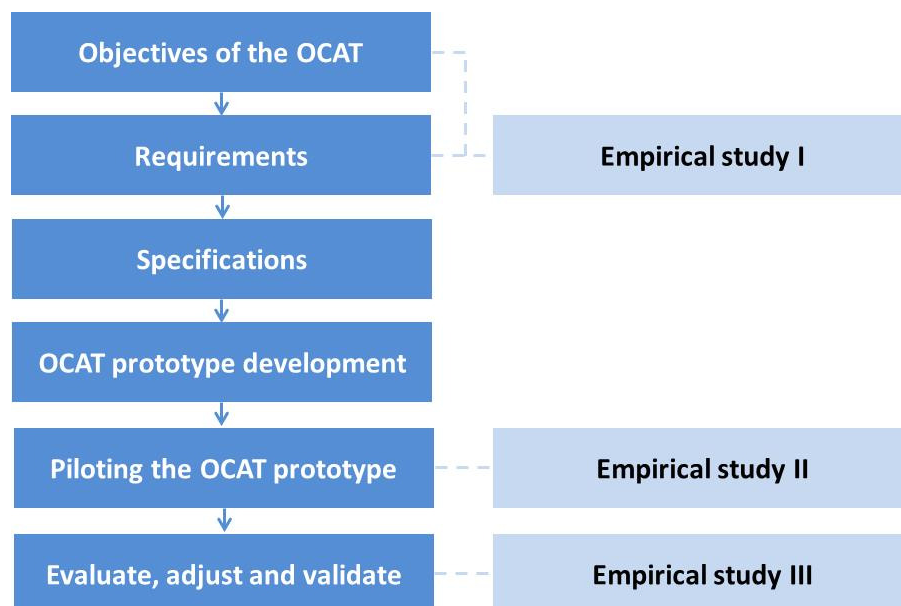 Objectives of the OCAT
Requirements
Empirical study I
Specifications
OCAT prototype development
Piloting the OCAT prototype
Empirical study II
Evaluate, adjust and validate
Empirical study III